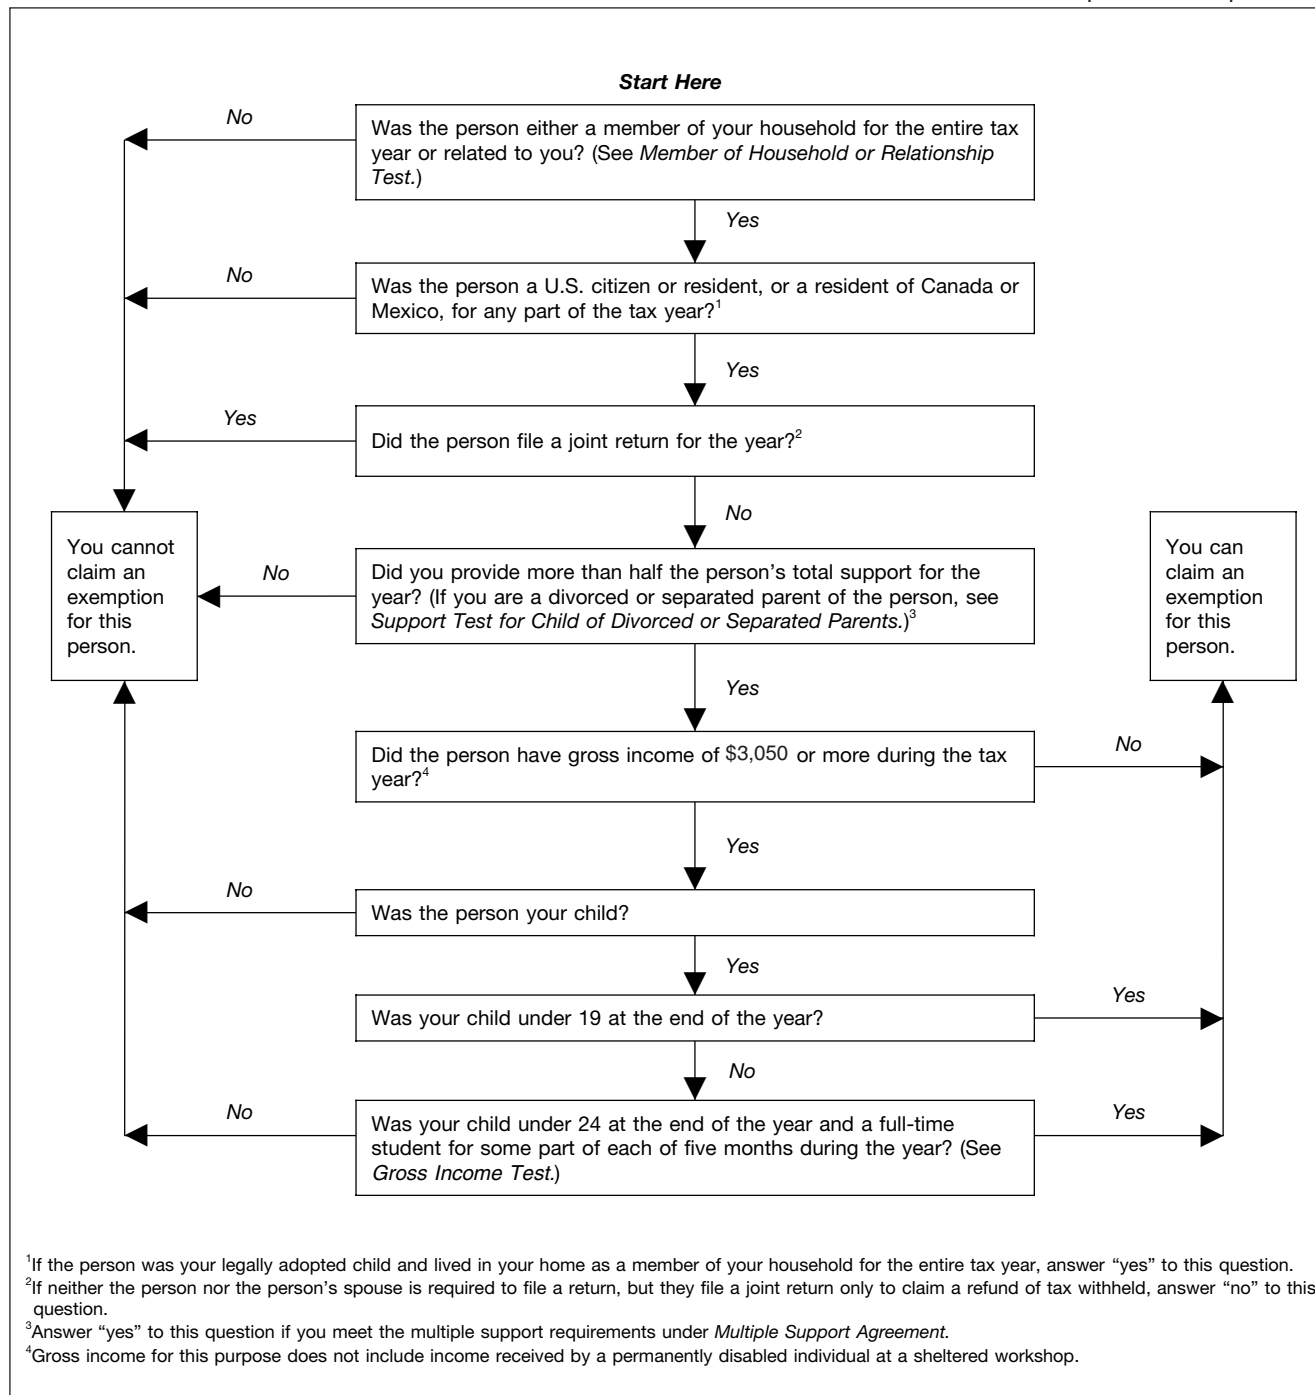 Start Here
No
Was the person either a member of your household for the entire tax
year or related to you? (See Member of Household or Relationship
Test.)
Yes
No
Was the person a U.S. citizen or resident, or a resident of Canada or
Mexico, for any part of the tax year?¹
Yes
Yes
Did the person file a joint return for the year?²
No
You cannot
claim an
exemption
for this
person.
No
Did you provide more than half the person's total support for the
year? (If you are a divorced or separated parent of the person, see
Support Test for Child of Divorced or Separated Parents.)³
You can
claim an
exemption
for this
person.
Yes
Did the person have gross income of $3,050 or more during the tax
year?⁴
No
Yes
No
Was the person your child?
Yes
Was your child under 19 at the end of the year?
Yes
No
No
Was your child under 24 at the end of the year and a full-time
student for some part of each of five months during the year? (See
Gross Income Test.)
Yes
¹If the person was your legally adopted child and lived in your home as a member of your household for the entire tax year, answer “yes” to this question.
²If neither the person nor the person's spouse is required to file a return, but they file a joint return only to claim a refund of tax withheld, answer “no” to this
question.
³Answer “yes” to this question if you meet the multiple support requirements under Multiple Support Agreement.
⁴Gross income for this purpose does not include income received by a permanently disabled individual at a sheltered workshop.